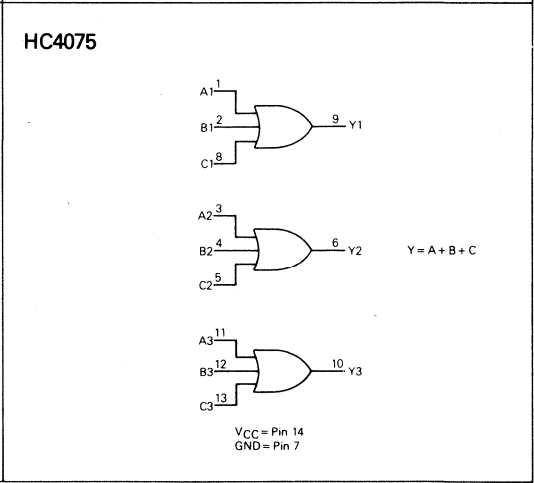 HC4075
A1 1
B1 2
C1 8
9 Y1
A2 3
B2 4
C2 5
6 Y2
Y = A + B + C
A3 11
B3 12
C3 13
10 Y3
VCC = Pin 14
GND = Pin 7